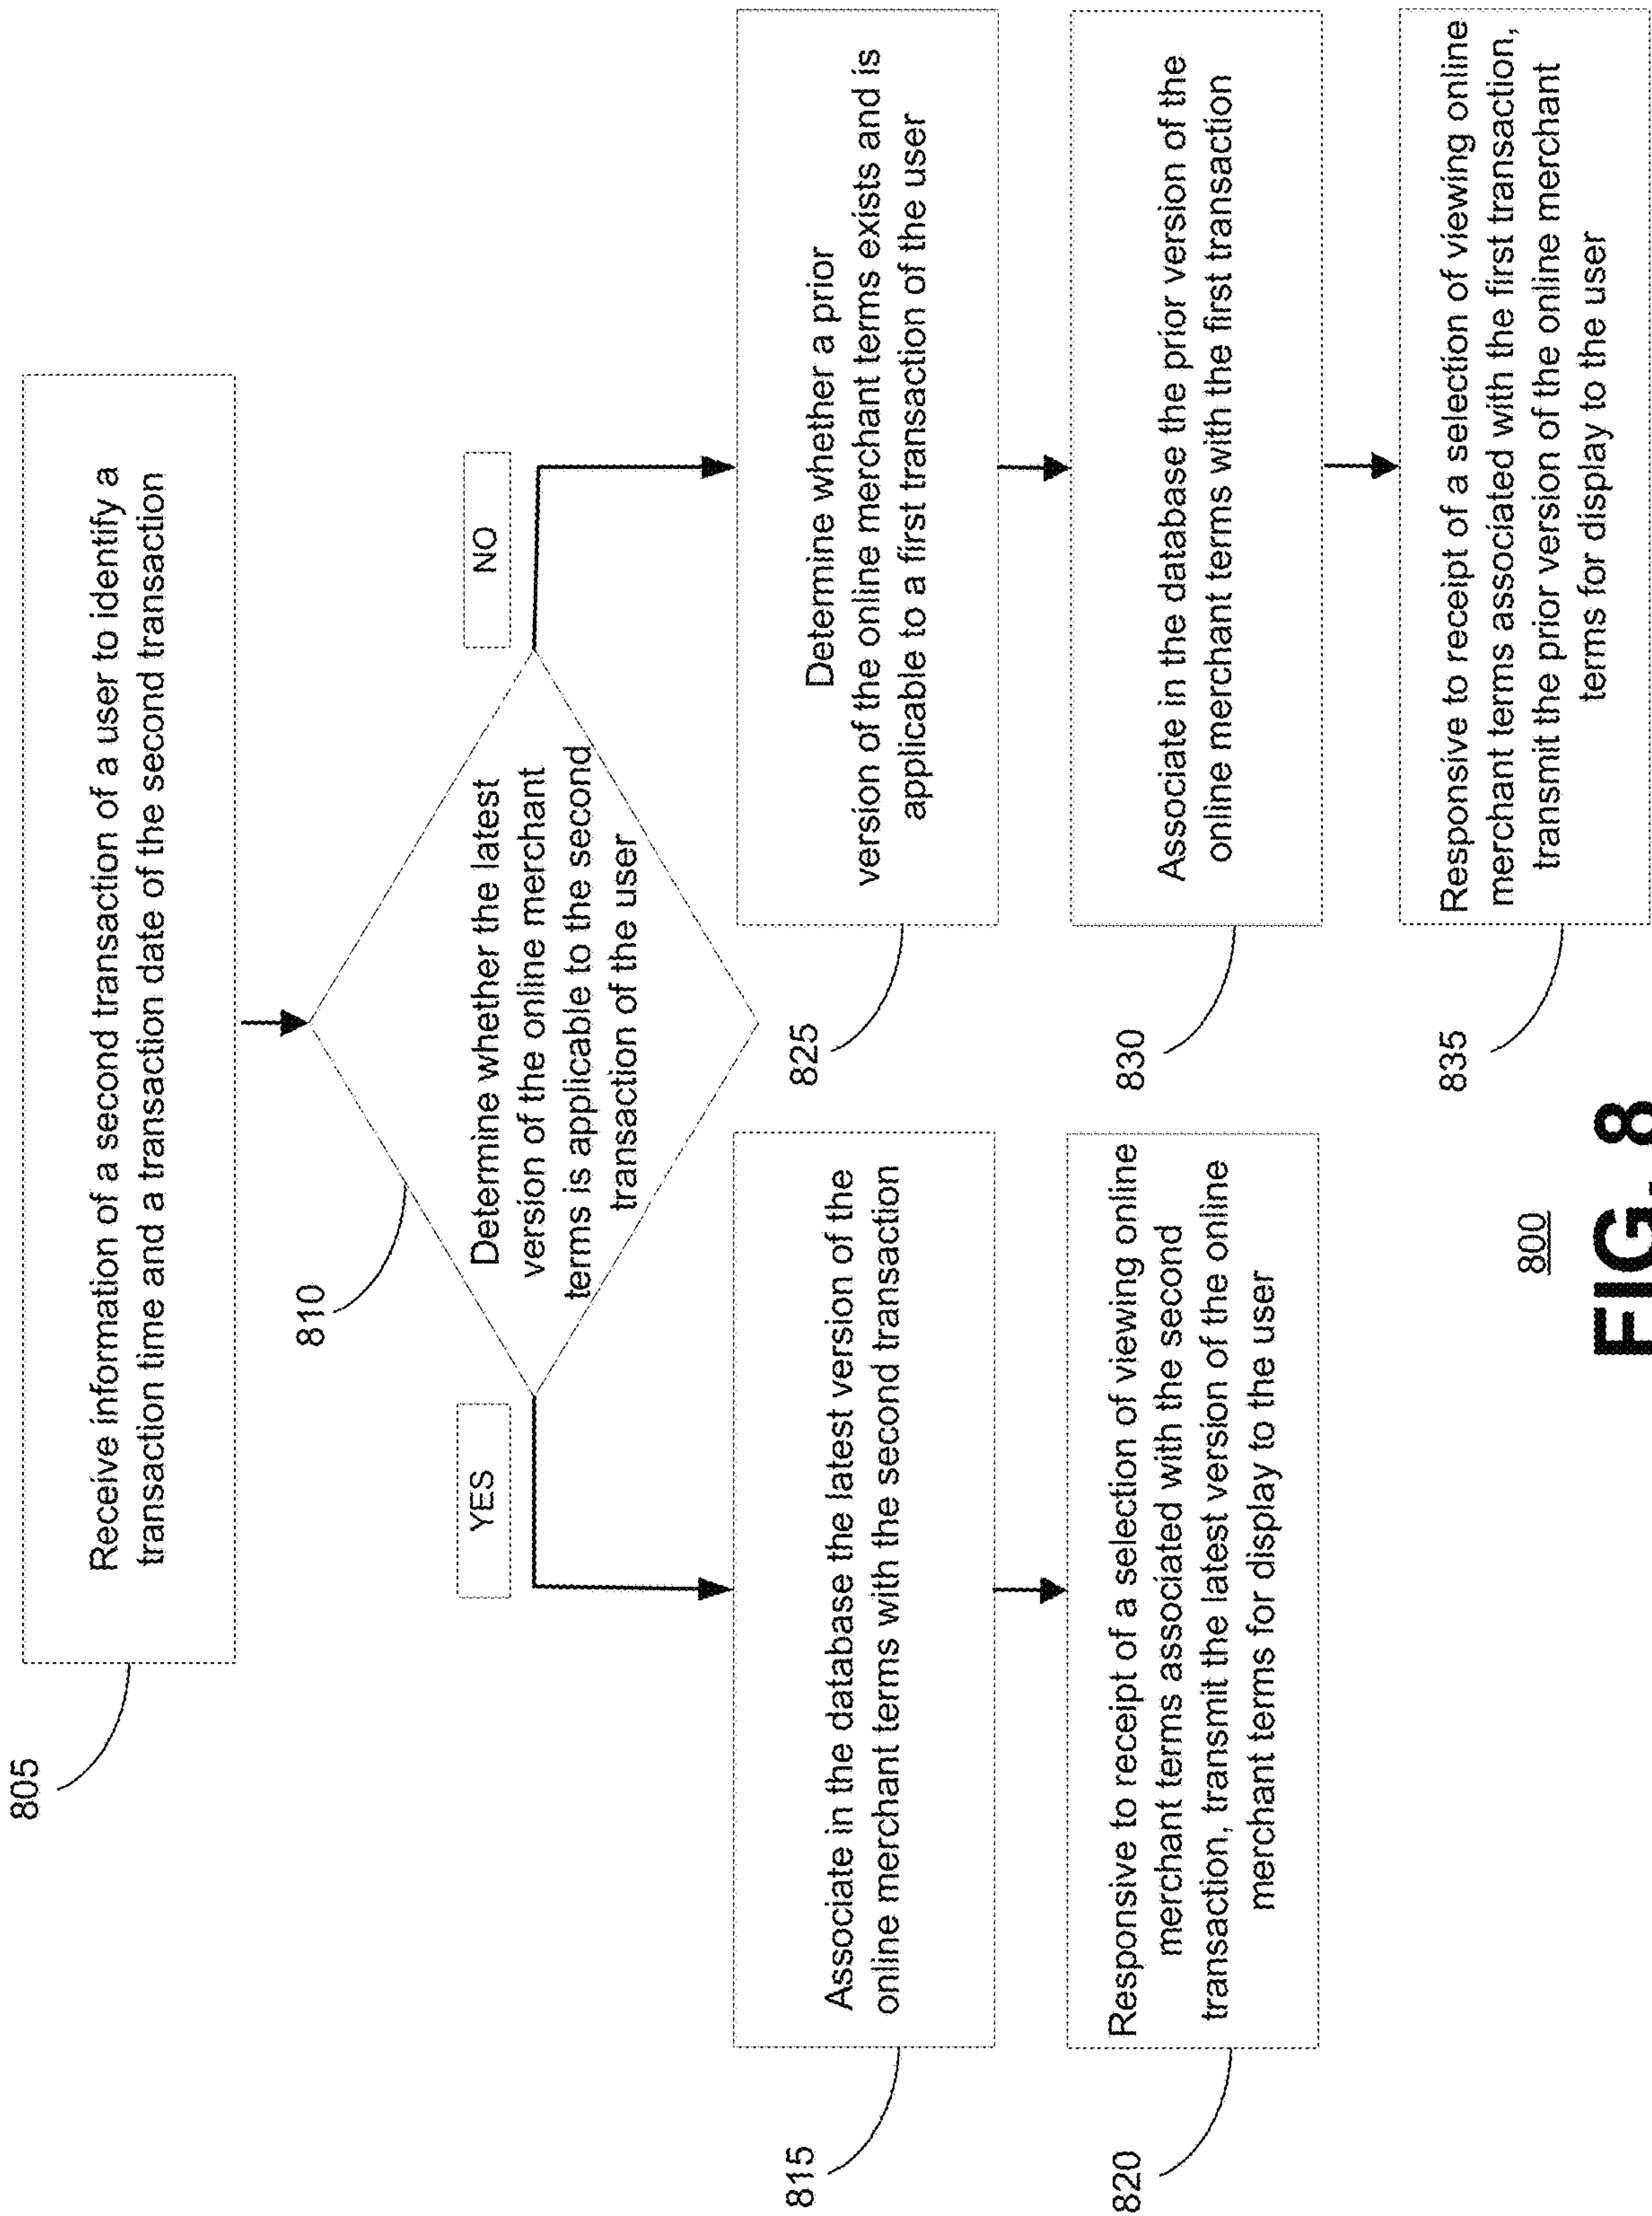 805
Receive information of a second transaction of a user to identify a
transaction time and a transaction date of the second transaction
810
Determine whether the latest
version of the online merchant
terms is applicable to the second
transaction of the user
YES
NO
815
Associate in the database the latest version of the
online merchant terms with the second transaction
820
Responsive to receipt of a selection of viewing online
merchant terms associated with the second
transaction, transmit the latest version of the online
merchant terms for display to the user
825
Determine whether a prior
version of the online merchant terms exists and is
applicable to a first transaction of the user
830
Associate in the database the prior version of the
online merchant terms with the first transaction
835
Responsive to receipt of a selection of viewing online
merchant terms associated with the first transaction,
transmit the prior version of the online merchant
terms for display to the user
800
FIG. 8